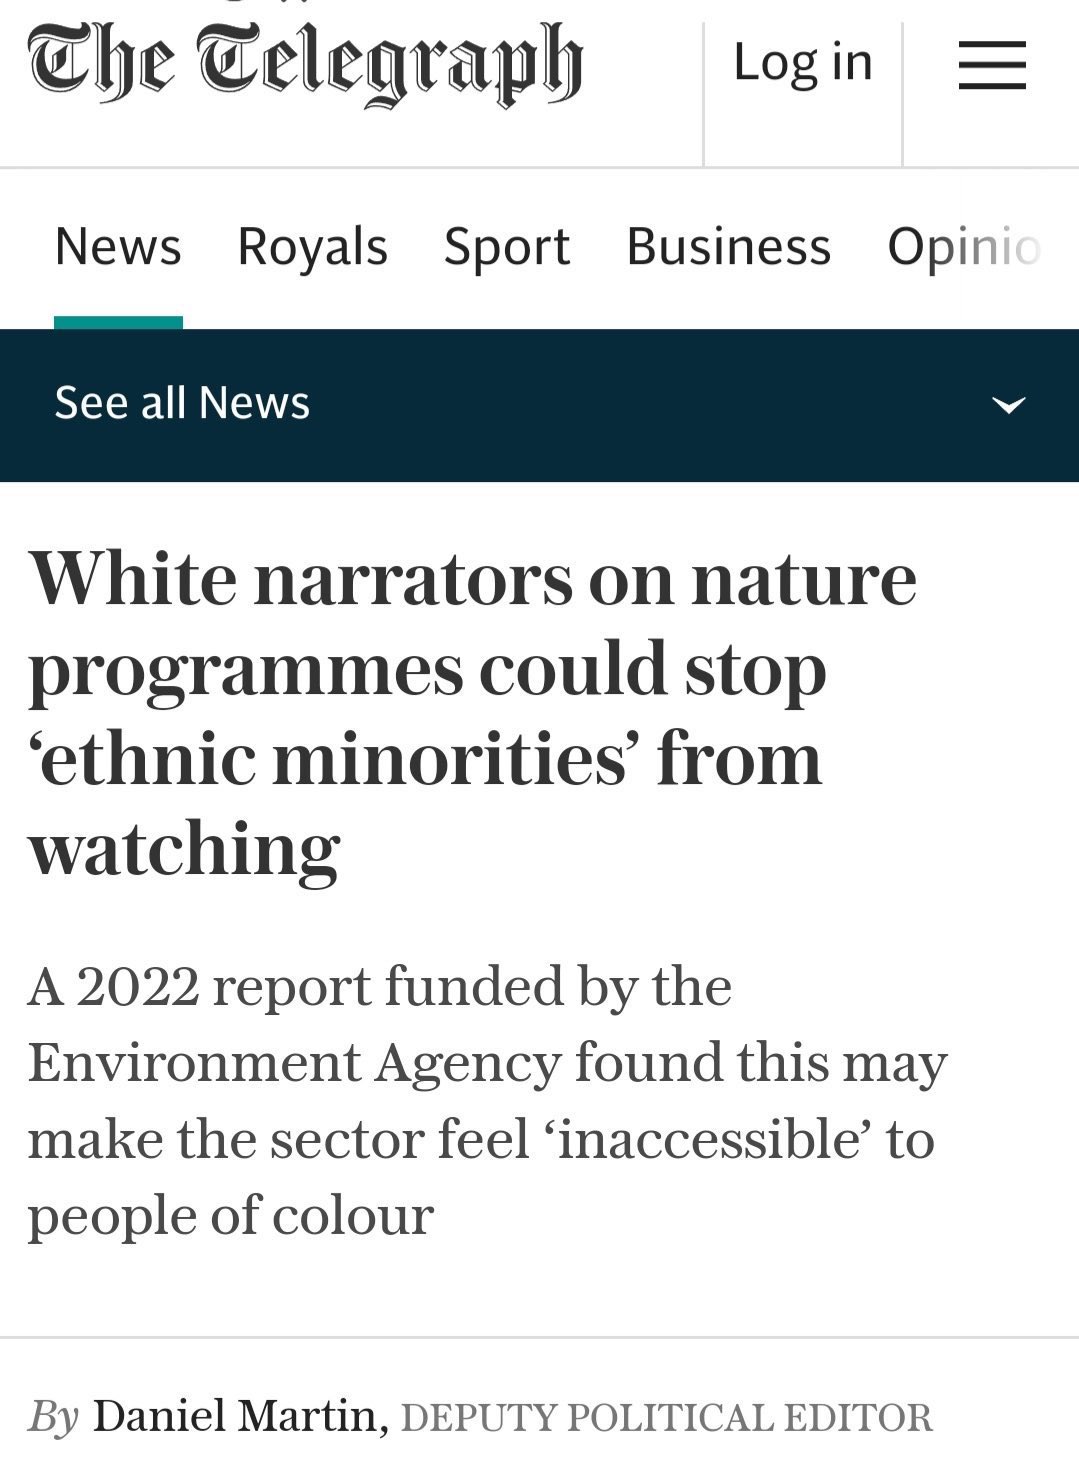 The Telegraph
Log in
News Royals Sport Business Opinio
See all News
White narrators on nature
programmes could stop
‘ethnic minorities’ from
watching
A 2022 report funded by the
Environment Agency found this may
make the sector feel ‘inaccessible’ to
people of colour
By Daniel Martin, DEPUTY POLITICAL EDITOR